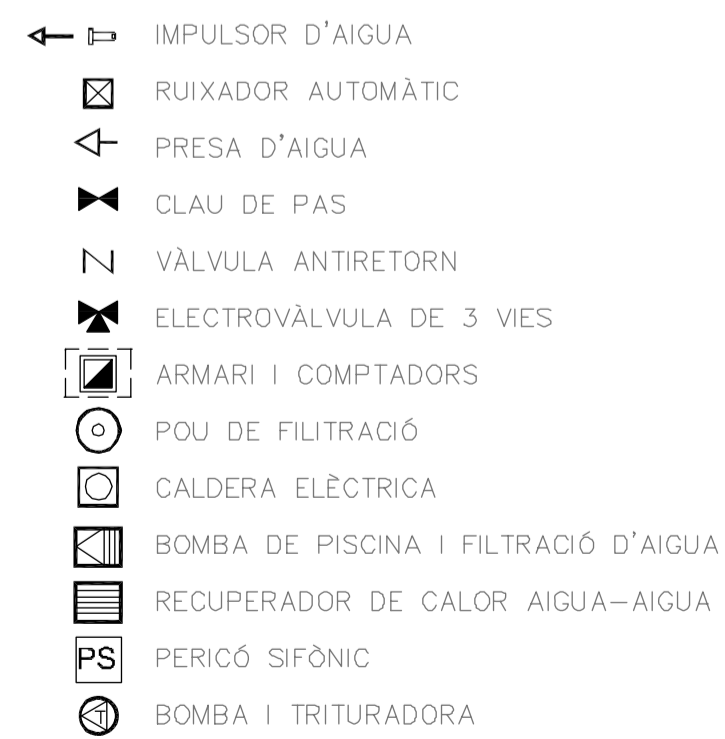 IMPULSOR D'AIGUA
RUIXADOR AUTOMÀTIC
PRESA D'AIGUA
CLAU DE PAS
VÀLVULA ANTIRETORN
ELECTROVÀLVULA DE 3 VIES
ARMARI I COMPTADORS
POU DE FILITRACIÓ
CALDERA ELÈCTRICA
BOMBA DE PISCINA I FILTRACIÓ D'AIGUA
RECUPERADOR DE CALOR AIGUA-AIGUA
PS PERICÓ SIFÒNIC
T BOMBA I TRITURADORA